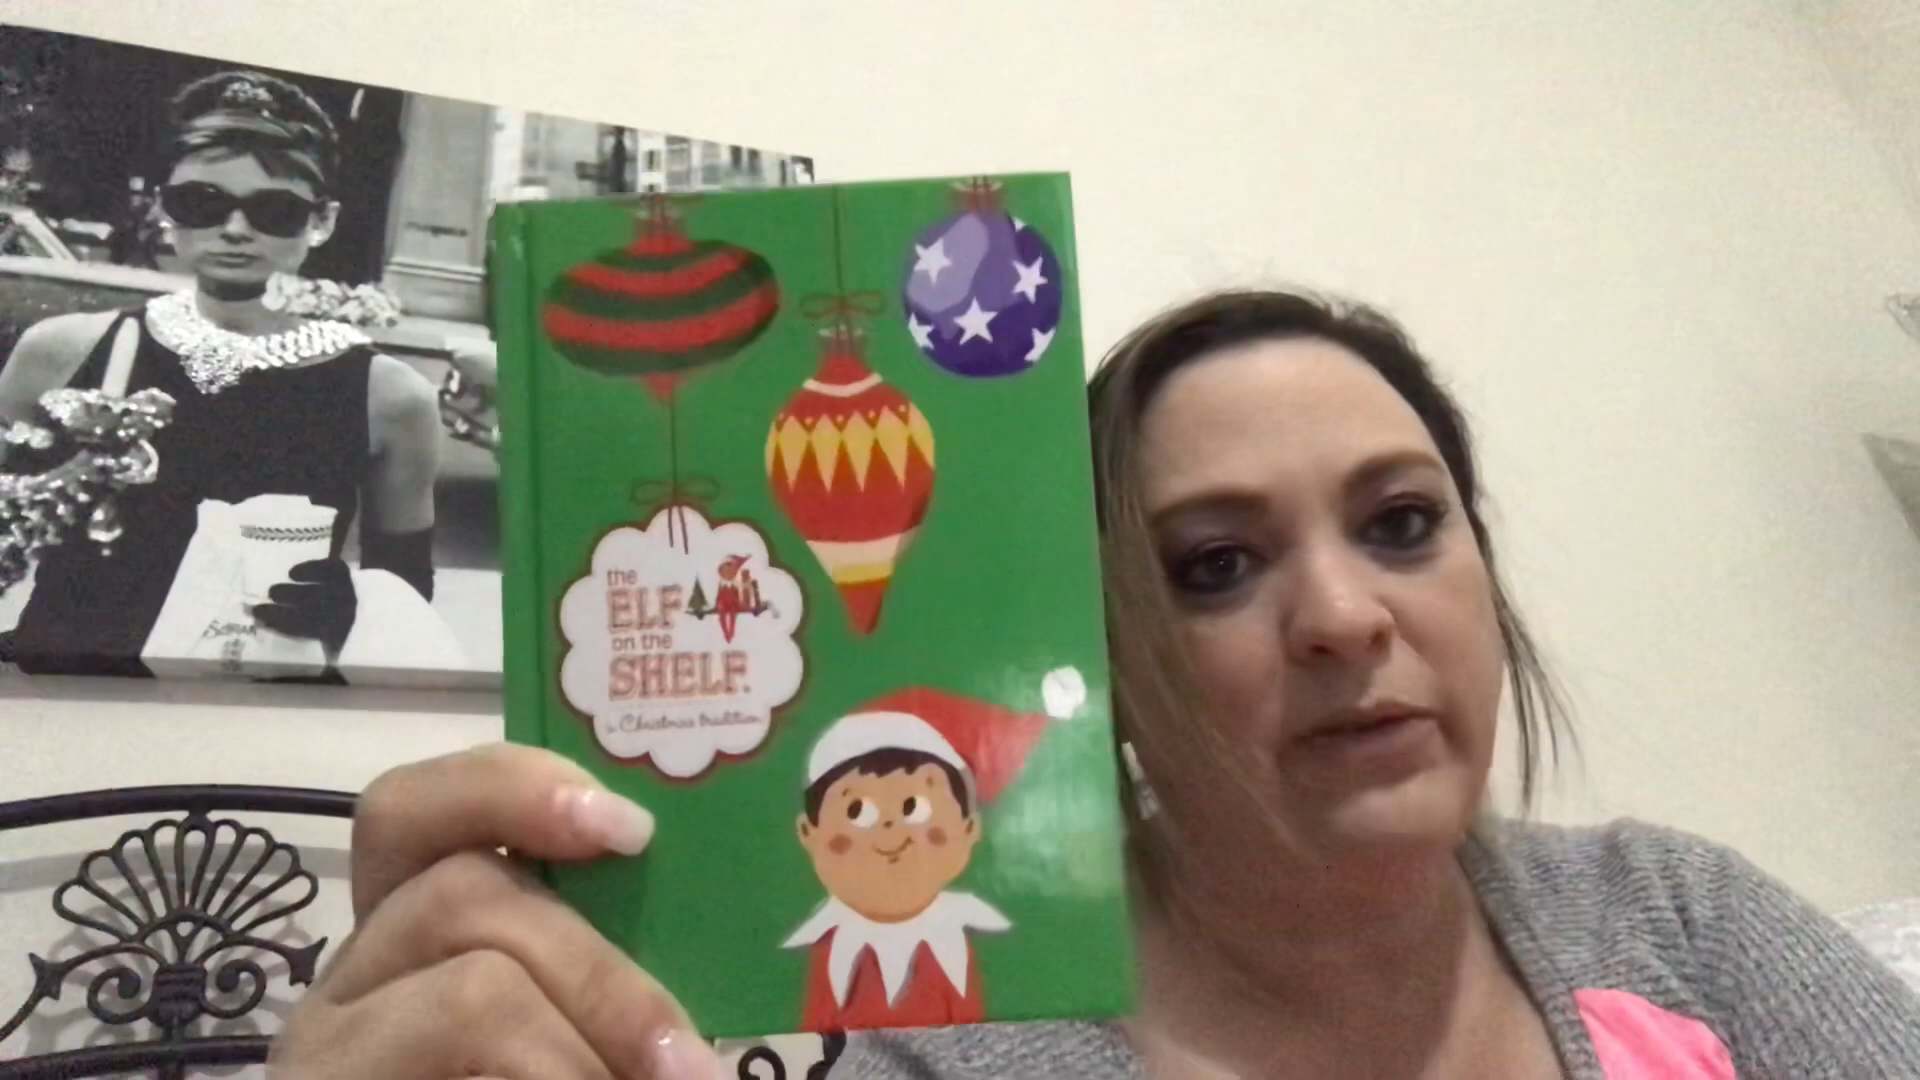 the
ELF
on the
SHELF.
a Christmas tradition